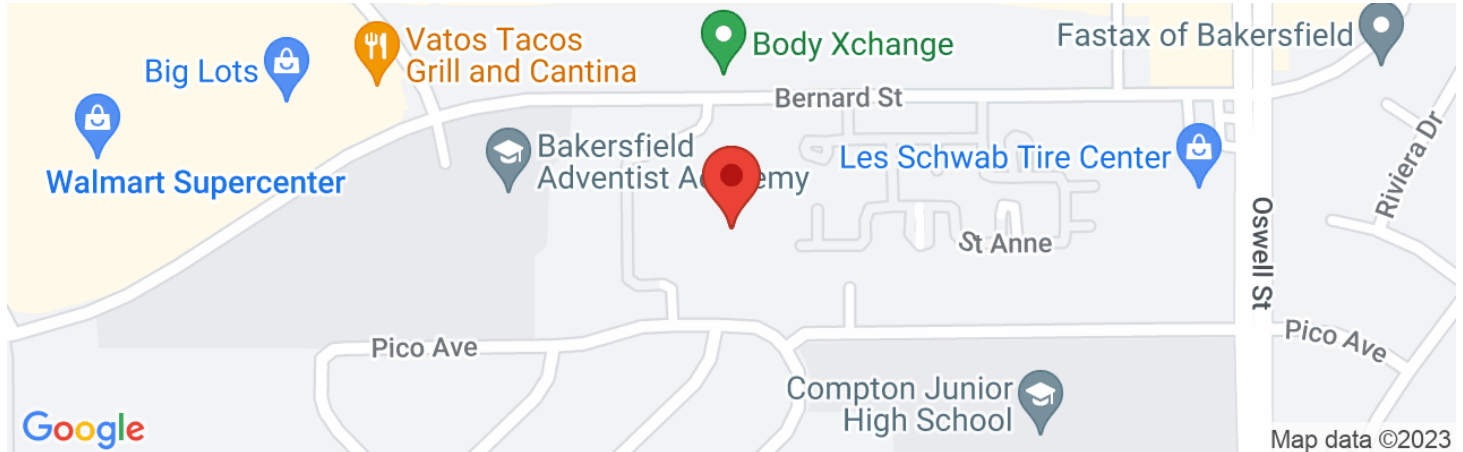 Vatos Tacos
Grill and Cantina
Body Xchange
Fastax of Bakersfield
Big Lots
Bernard St
Walmart Supercenter
Bakersfield
Adventist Academy
Les Schwab Tire Center
Riviera Dr
Oswell St
St Anne
Pico Ave
Pico Ave
Compton Junior
High School
Google
Map data ©2023